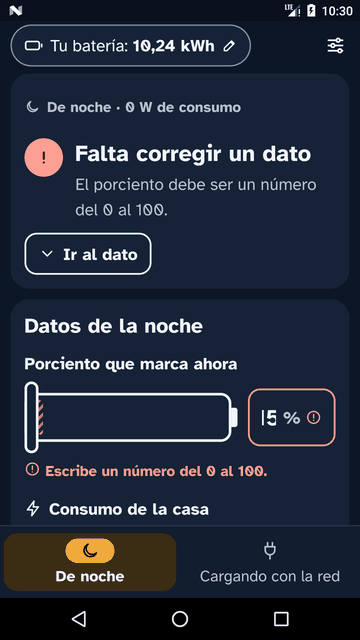 LTE 10:30
Tu batería: 10,24 kWh
De noche · 0 W de consumo
! Falta corregir un dato
El porciento debe ser un número
del 0 al 100.
Ir al dato
Datos de la noche
Porciento que marca ahora
%
Escribe un número del 0 al 100.
Consumo de la casa
De noche
Cargando con la red